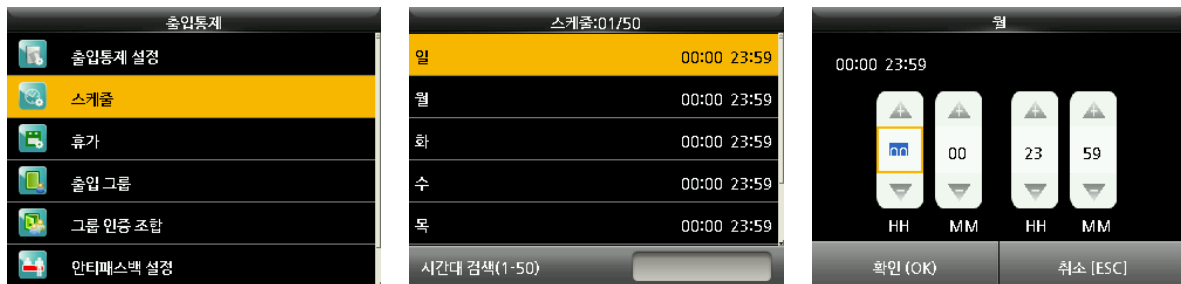 출입통제
출입통제 설정
스케줄
휴가
출입 그룹
그룹 인증 조합
안티패스백 설정
스케줄:01/50
일 00:00 23:59
월 00:00 23:59
화 00:00 23:59
수 00:00 23:59
목 00:00 23:59
시간대 검색(1-50)
월
00:00 23:59
00 00 23 59
HH MM HH MM
확인 (OK) 취소 [ESC]